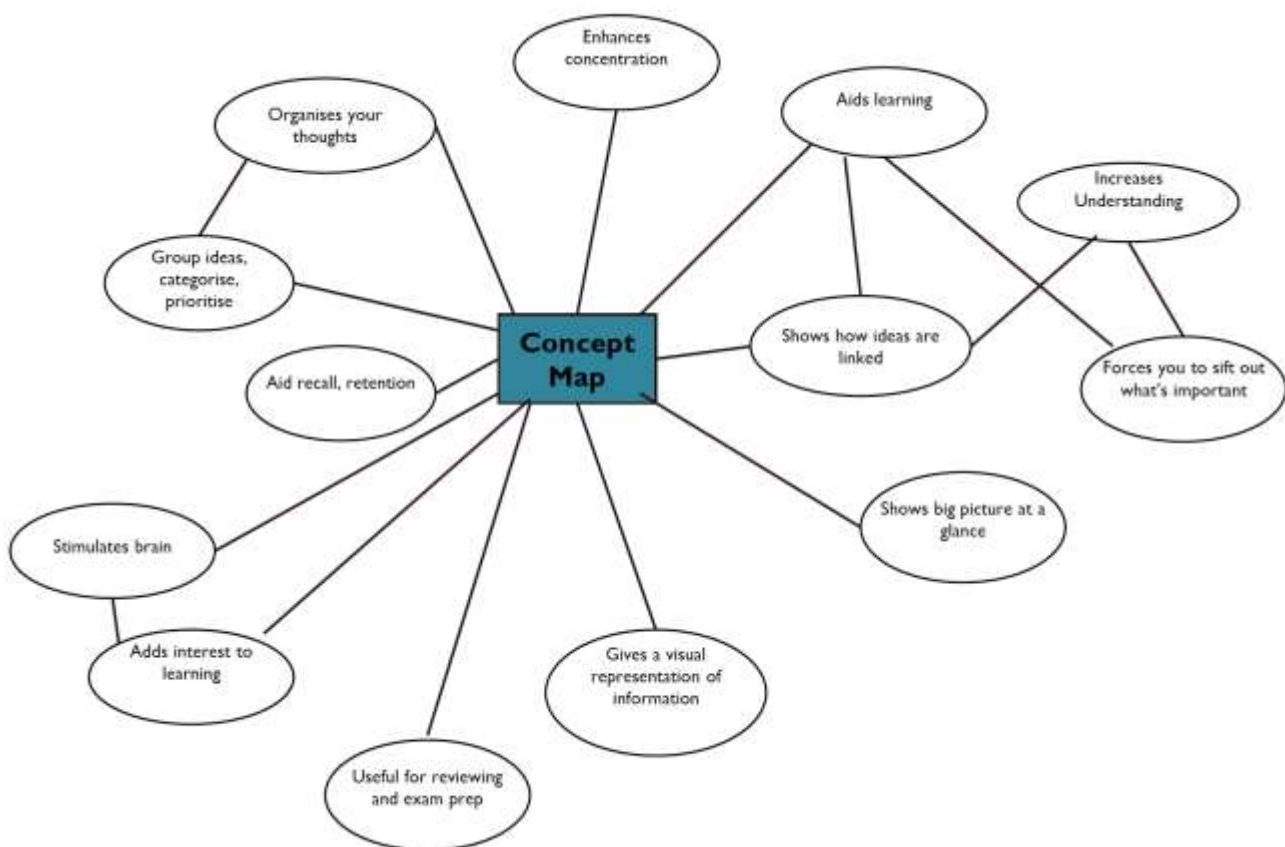 Enhances
concentration
Aids learning
Organises your
thoughts
Increases
Understanding
Group ideas,
categorise,
prioritise
Concept
Map
Shows how ideas are
linked
Forces you to sift out
what's important
Aid recall, retention
Shows big picture at a
glance
Stimulates brain
Adds interest to
learning
Gives a visual
representation of
information
Useful for reviewing
and exam prep